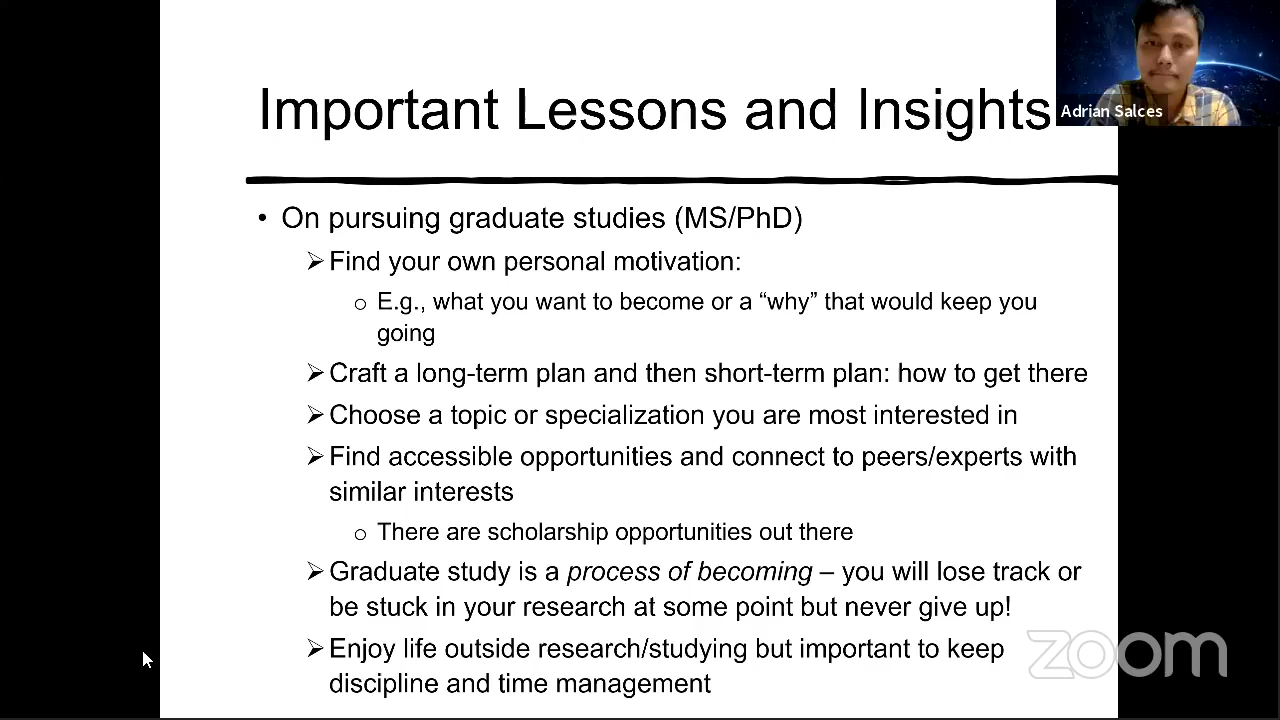 Important Lessons and Insights
Adrian Salces
• On pursuing graduate studies (MS/PhD)
➢ Find your own personal motivation:
o E.g., what you want to become or a “why” that would keep you
going
➢ Craft a long-term plan and then short-term plan: how to get there
➢ Choose a topic or specialization you are most interested in
➢ Find accessible opportunities and connect to peers/experts with
similar interests
o There are scholarship opportunities out there
➢ Graduate study is a process of becoming – you will lose track or
be stuck in your research at some point but never give up!
➢ Enjoy life outside research/studying but important to keep
discipline and time management
zoom